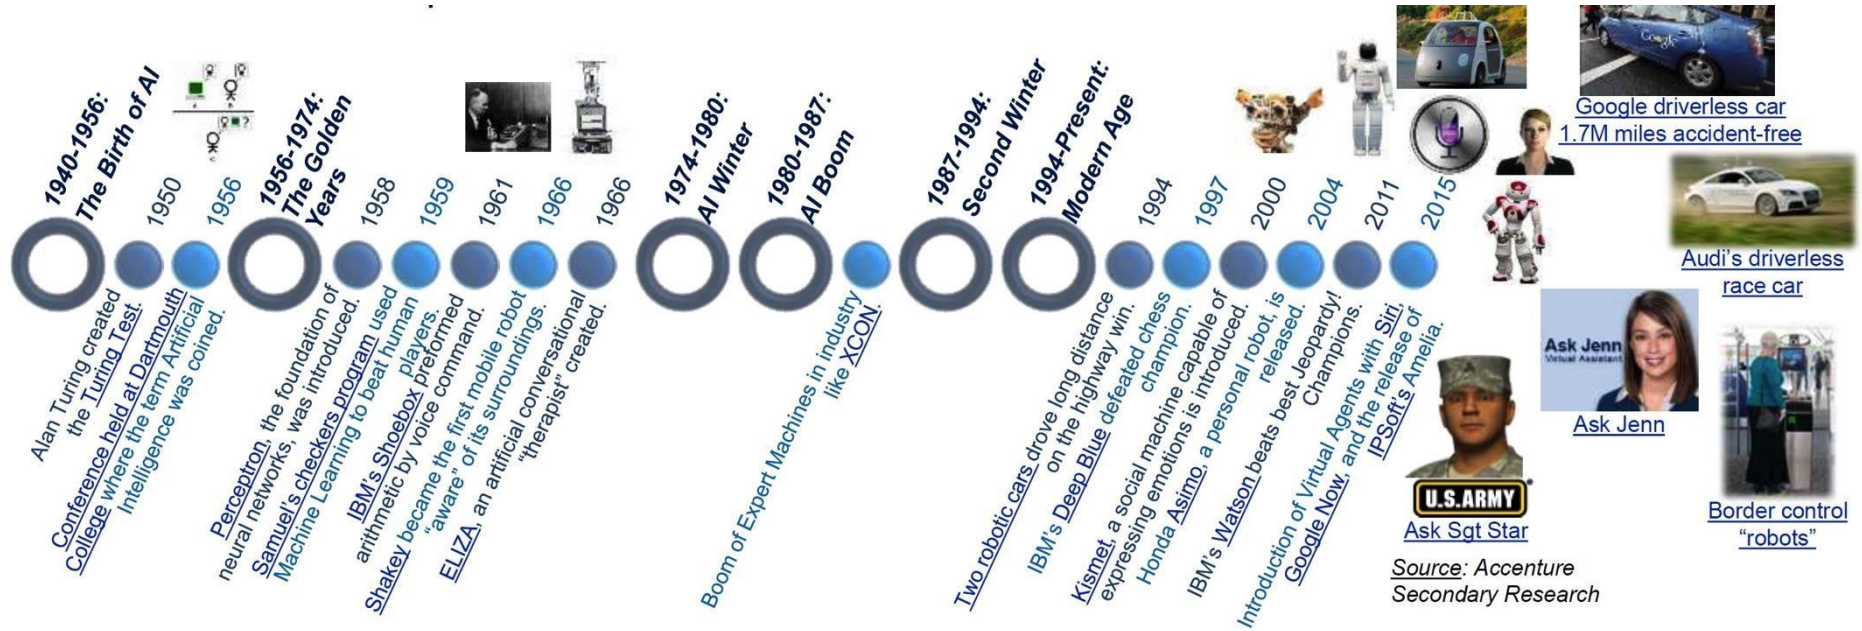 1940-1956:
The Birth of AI
1950
Alan Turing created
the Turing Test.
1956
Conference held at Dartmouth
College where the term Artificial
Intelligence was coined.
1956-1974:
The Golden
Years
1958
Perceptron, the foundation of
neural networks, was introduced.
1959
Samuel's checkers program used
Machine Learning to beat human
players.
1961
IBM's Shoebox preformed
arithmetic by voice command.
1966
Shakey became the first mobile robot
"aware" of its surroundings.
1966
ELIZA, an artificial conversational
"therapist" created.
1974-1980:
AI Winter
1980-1987:
AI Boom
Boom of Expert Machines in industry
like XCON.
1987-1994:
Second Winter
1994-Present:
Modern Age
1994
Two robotic cars drove long distance
on the highway win.
1997
IBM's Deep Blue defeated chess
champion.
2000
Kismet, a social machine capable of
expressing emotions is introduced.
2004
Honda Asimo, a personal robot, is
released.
2011
IBM's Watson beats best Jeopardy!
Champions.
2015
Introduction of Virtual Agents with Siri,
Google Now, and the release of
IPSoft's Amelia.
Google
Google driverless car
1.7M miles accident-free
Audi's driverless
race car
Ask Jenn
Virtual Assistant
Ask Jenn
U.S.ARMY
Ask Sgt Star
Border control
"robots"
Source: Accenture
Secondary Research